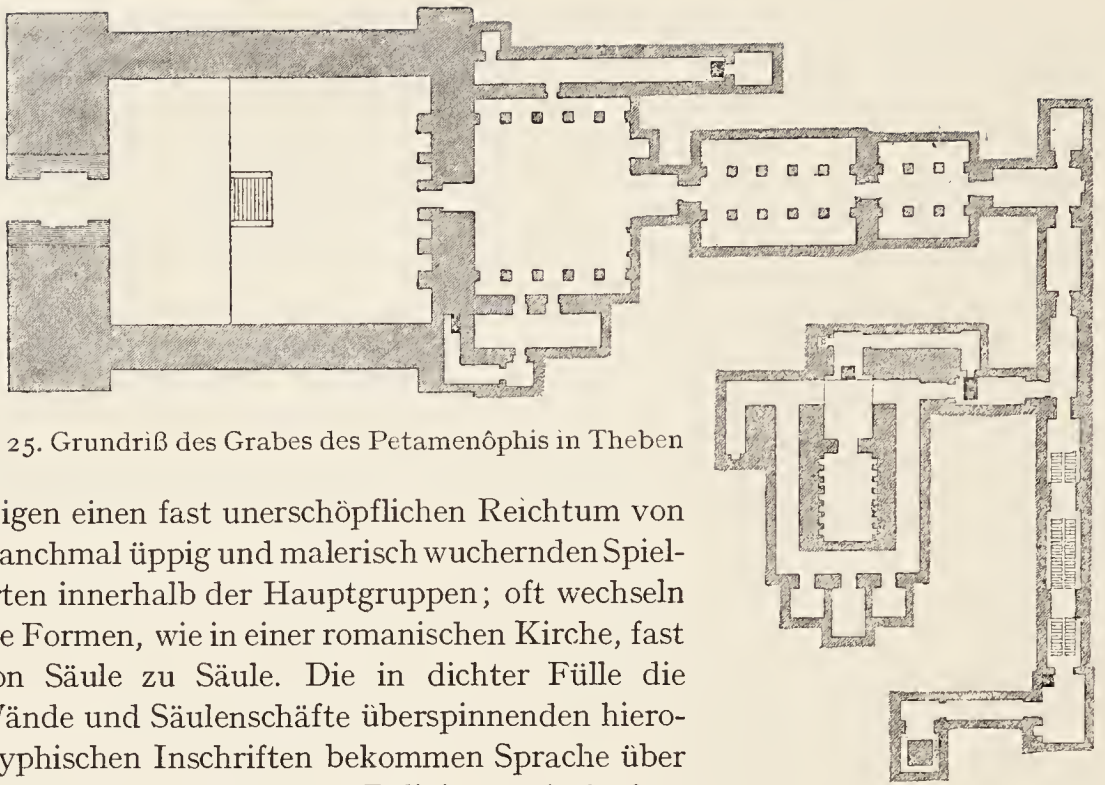 25. Grundriß des Grabes des Petamenôphis in Theben
igen einen fast unerschöpflichen Reichtum von
anchmal üppig und malerisch wuchernden Spiel-
rten innerhalb der Hauptgruppen; oft wechseln
e Formen, wie in einer romanischen Kirche, fast
on Säule zu Säule. Die in dichter Fülle die
Vände und Säulenschäfte überspinnenden hiero-
yphischen Inschriften bekommen Sprache über